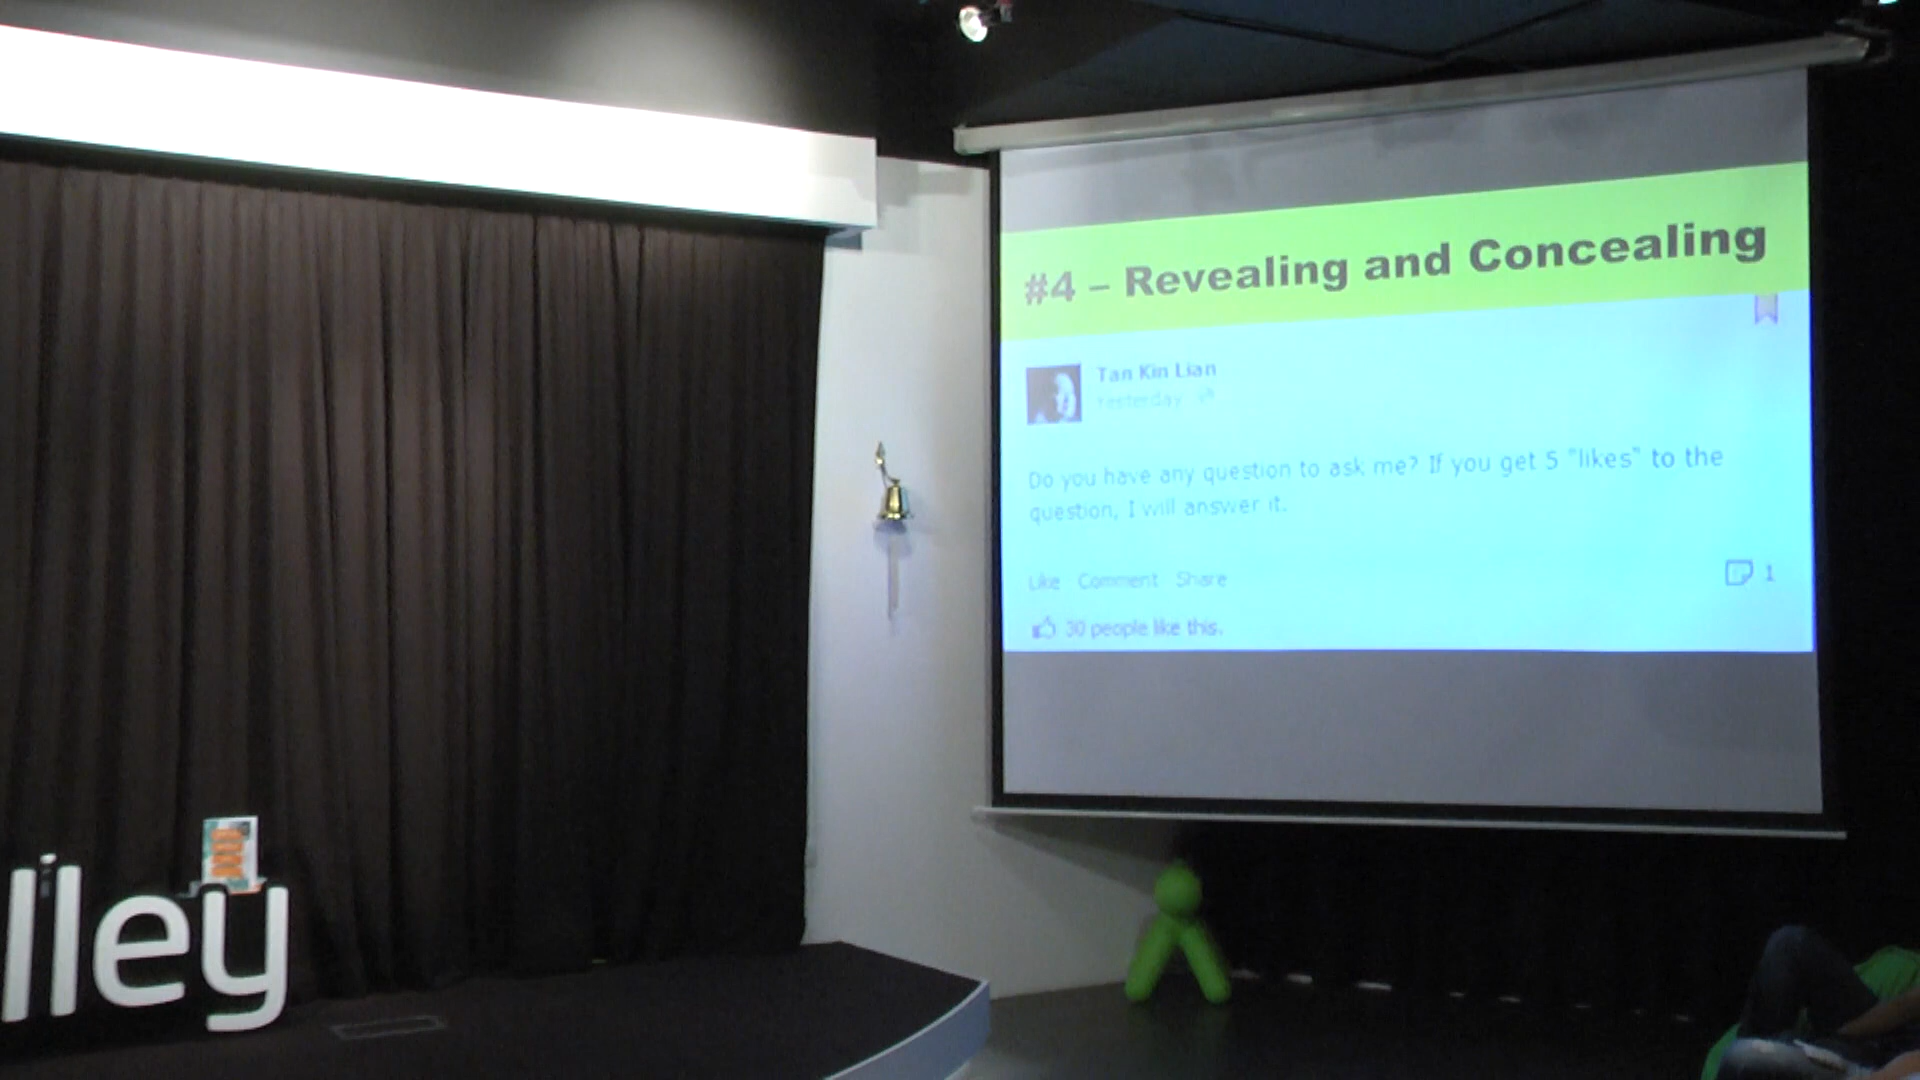 #4 – Revealing and Concealing
Tan Kin Lian
Yesterday
Do you have any question to ask me? If you get 5 "likes" to the
question, I will answer it.
Like Comment Share
1
30 people like this.
lley